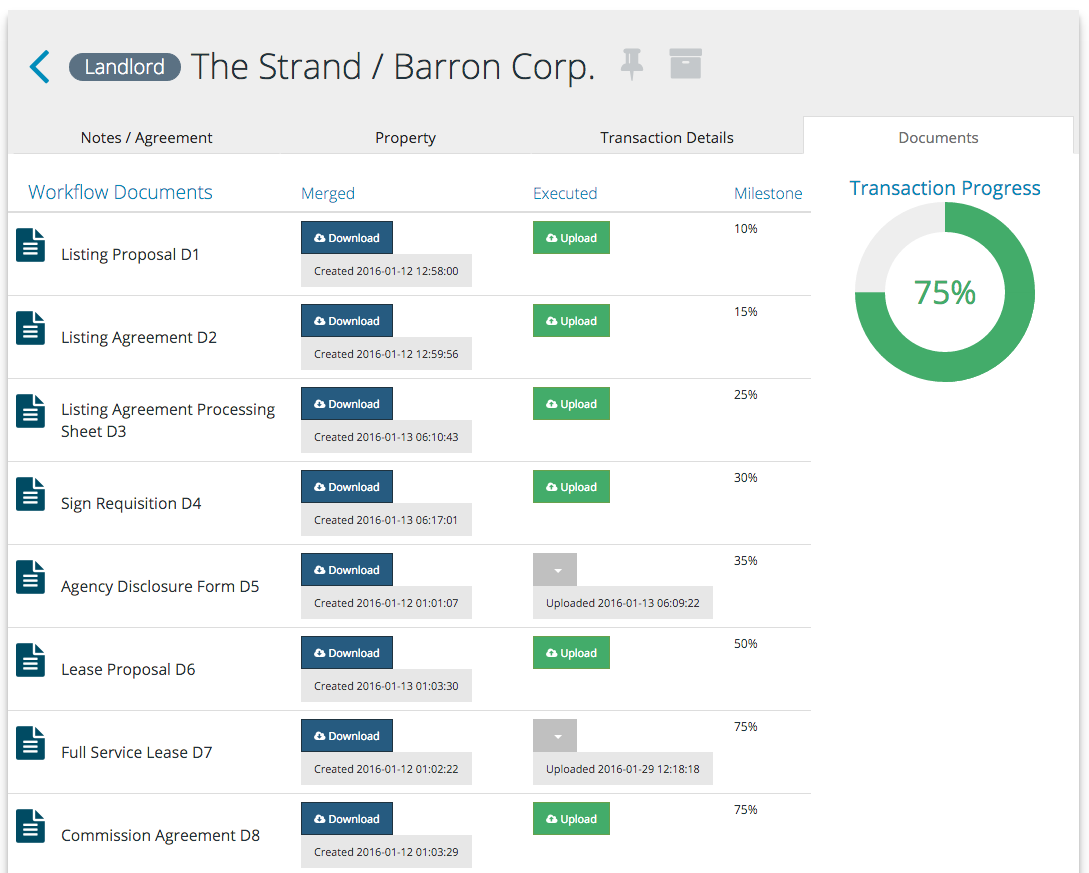 Landlord The Strand / Barron Corp.
Notes / Agreement Property Transaction Details Documents
Workflow Documents Merged Executed Milestone
Transaction Progress
75%
Listing Proposal D1
Download
Created 2016-01-12 12:58:00
Upload
10%
Listing Agreement D2
Download
Created 2016-01-12 12:59:56
Upload
15%
Listing Agreement Processing
Sheet D3
Download
Created 2016-01-13 06:10:43
Upload
25%
Sign Requisition D4
Download
Created 2016-01-13 06:17:01
Upload
30%
Agency Disclosure Form D5
Download
Created 2016-01-12 01:01:07
Uploaded 2016-01-13 06:09:22
35%
Lease Proposal D6
Download
Created 2016-01-13 01:03:30
Upload
50%
Full Service Lease D7
Download
Created 2016-01-12 01:02:22
Uploaded 2016-01-29 12:18:18
75%
Commission Agreement D8
Download
Created 2016-01-12 01:03:29
Upload
75%